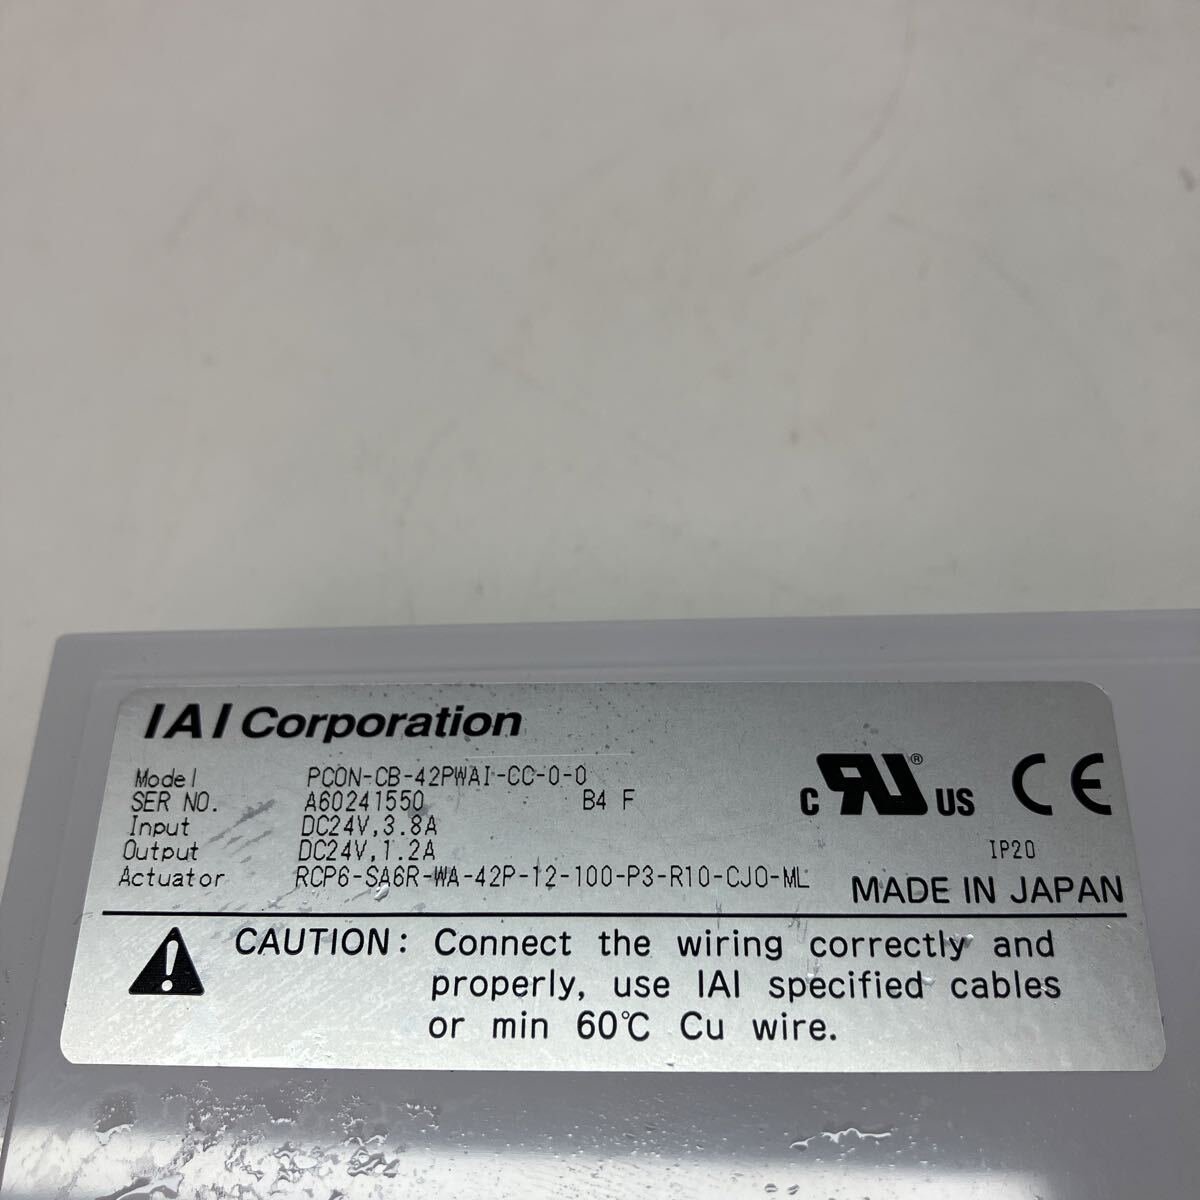 IAI Corporation
Model PCON-CB-42PWAI-CC-0-0
SER NO. A60241550 B4 F
Input DC24V,3.8A
Output DC24V,1.2A
Actuator RCP6-SA6R-WA-42P-12-100-P3-R10-CJO-ML
C RU ® US CE
IP20
MADE IN JAPAN
CAUTION: Connect the wiring correctly and
properly, use IAI specified cables
or min 60℃ Cu wire.